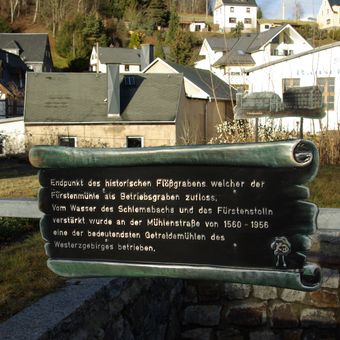 Endpunkt des historischen Floßgrabens welcher der
Fürstenmühle als Betriebsgraben zufloss,
Vom Wasser des Schlemabachs und des Fürstenstolln
verstärkt wurde an der Mühlenstraße von 1560-1956
eine der bedeutendsten Getreidemühlen des
Westerzgebirges betrieben.